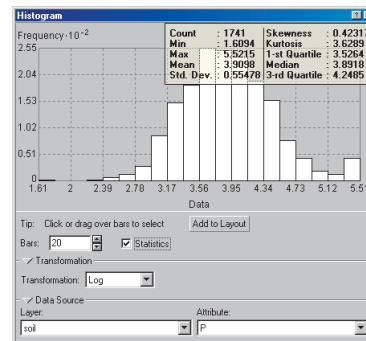 Histogram
Frequency·10⁻²
Count : 1741 Skewness : 0.42317
Min : 1.6094 Kurtosis : 3.6289
Max : 5.5215 1-st Quartile : 3.5264
Mean : 3.9098 Median : 3.8918
Std. Dev. : 0.55478 3-rd Quartile : 4.2485
2.55
2.04
1.53
1.02
0.51
0
1.61 2 2.39 2.78 3.17 3.56 3.95 4.34 4.73 5.12 5.51
Data
Tip: Click or drag over bars to select Add to Layout
Bars: 20 Statistics
Transformation
Transformation: Log
Data Source
Layer: Attribute:
soil P